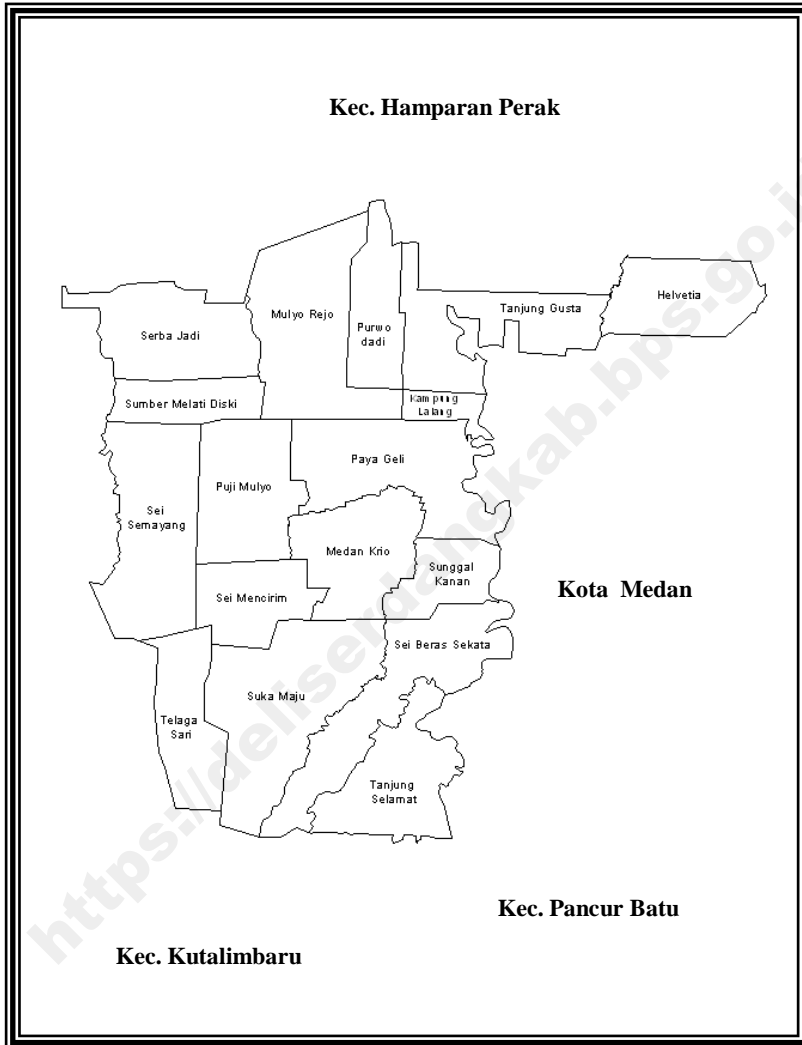 Kec. Hamparan Perak
Helvetia
Tanjung Gusta
Mulyo Rejo
Purwo
dadi
Serba Jadi
Kampung
Lalang
Sumber Melati Diski
Paya Geli
Puji Mulyo
Sei
Semayang
Medan Krio
Sunggal
Kanan
Kota Medan
Sei Mencirim
Sei Beras Sekata
Suka Maju
Telaga
Sari
Tanjung
Selamat
Kec. Pancur Batu
Kec. Kutalimbaru
https://deliserdangkab.bps.go.i